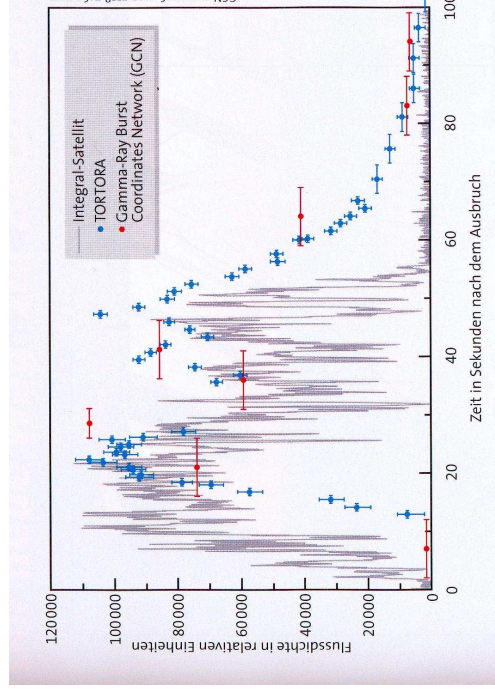 Integral-Satellit
TORTORA
Gamma-Ray Burst
Coordinates Network (GCN)
120000
100000
80000
60000
40000
20000
0
Flussdichte in relativen Einheiten
0
20
40
60
80
100
Zeit in Sekunden nach dem Ausbruch